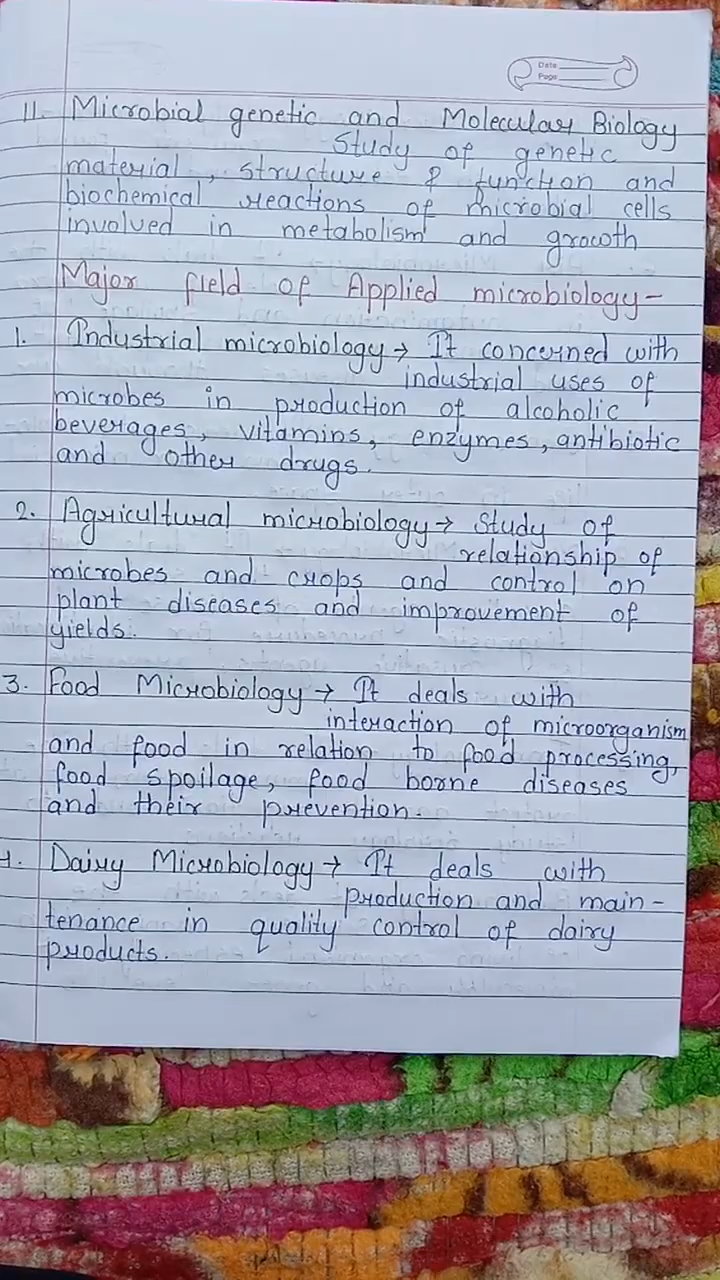 Date
Page
11. Microbial genetic and Molecular Biology
Study of genetic
material, structure & function and
biochemical reactions of microbial cells
involved in metabolism and growth
Major field of Applied microbiology-
1. Industrial microbiology → It concerned with
industrial uses of
microbes in production of alcoholic
beverages, vitamins, enzymes, antibiotic
and other drugs.
2. Agricultural microbiology → Study of
relationship of
microbes and crops and control on
plant diseases and improvement of
yields.
3. Food Microbiology → It deals with
interaction of microorganism
and food in relation to food processing,
food spoilage, food borne diseases
and their prevention.
4. Dairy Microbiology → It deals with
production and main-
tenance in quality control of dairy
products.